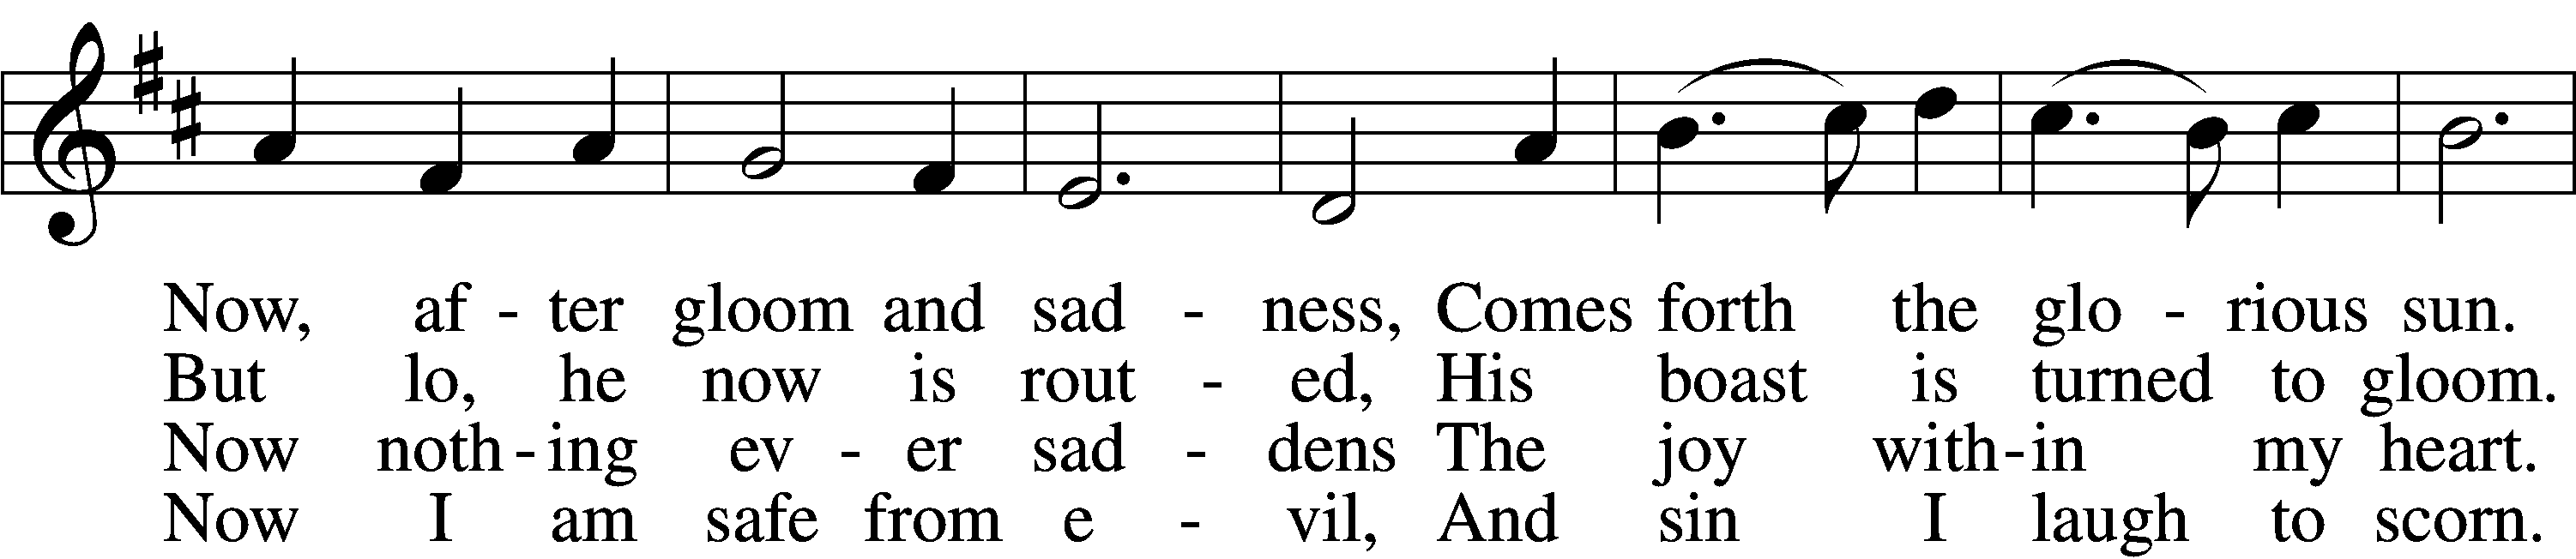 Now, af - ter gloom and sad - ness, Comes forth the glo - rious sun.
But lo, he now is rout - ed, His boast is turned to gloom.
Now noth - ing ev - er sad - dens The joy with - in my heart.
Now I am safe from e - vil, And sin I laugh to scorn.